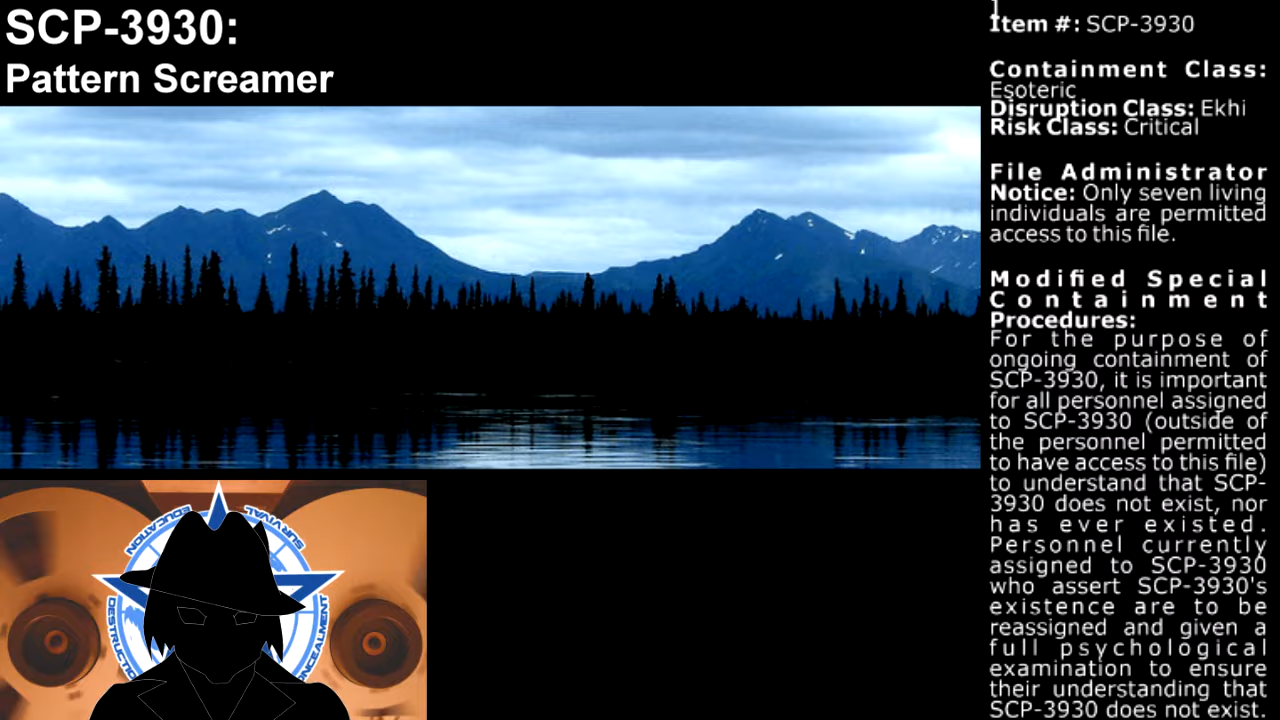 SCP-3930:
Pattern Screamer
Item #: SCP-3930
Containment Class:
Esoteric
Disruption Class: Ekhi
Risk Class: Critical
File Administrator
Notice: Only seven living
individuals are permitted
access to this file.
Modified Special
Containment
Procedures:
For the purpose of
ongoing containment of
SCP-3930, it is important
for all personnel assigned
to SCP-3930 (outside of
the personnel permitted
to have access to this file)
to understand that SCP-
3930 does not exist, nor
has ever existed.
Personnel currently
assigned to SCP-3930
who assert SCP-3930's
existence are to be
reassigned and given a
full psychological
examination to ensure
their understanding that
SCP-3930 does not exist.
EDUCATION
SURVIVAL